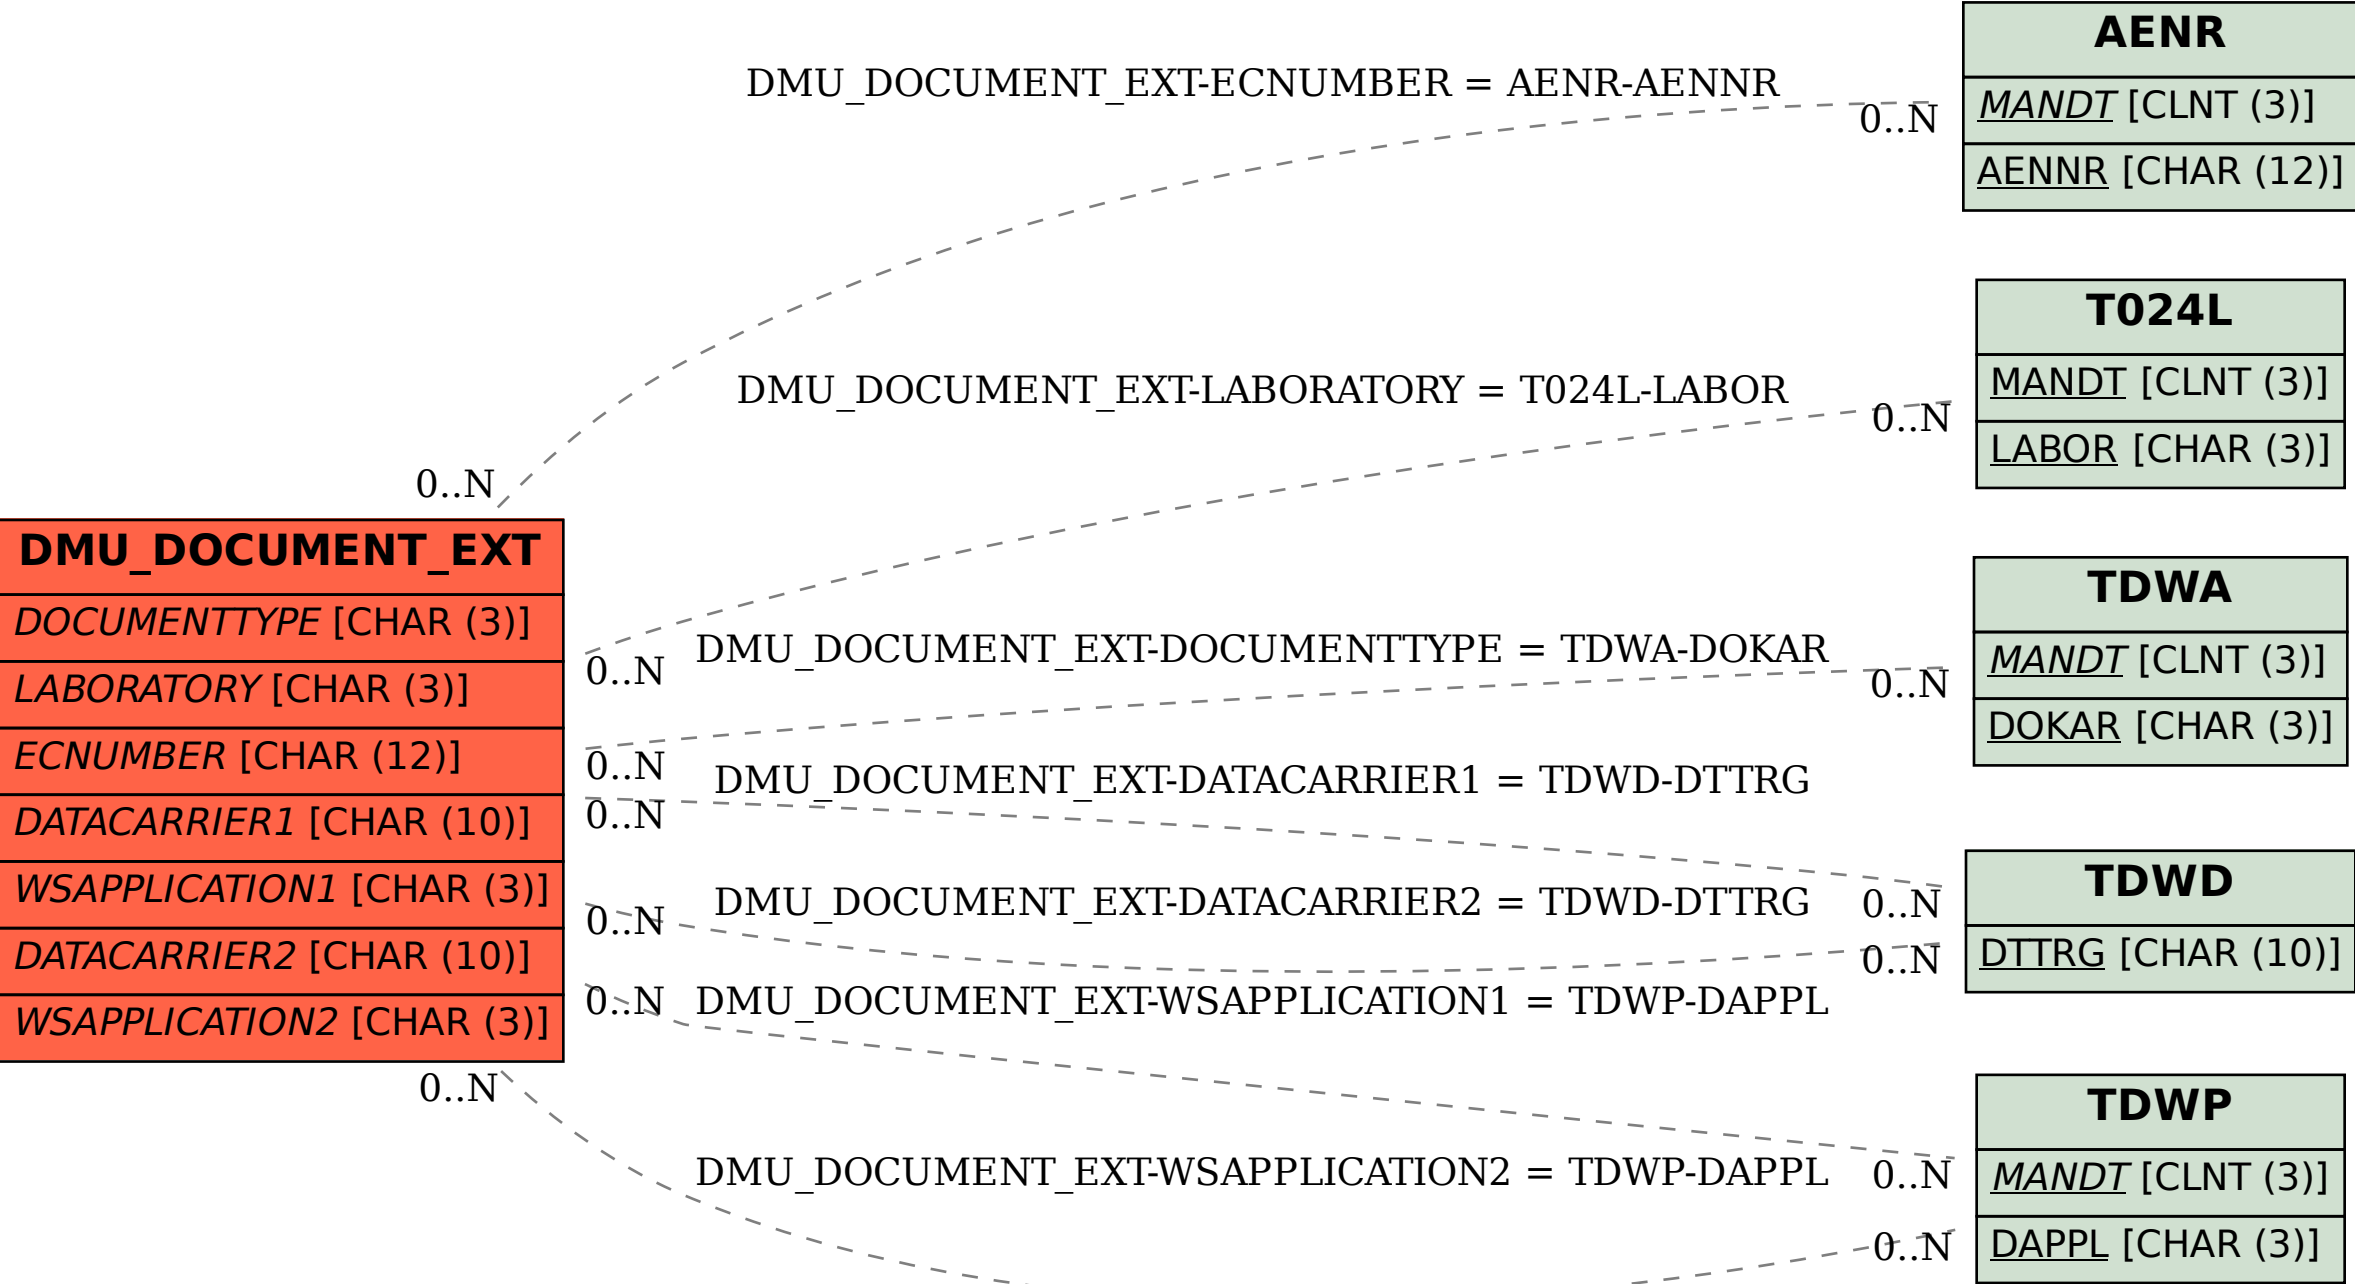 AENR
MANDT [CLNT (3)]
AENNR [CHAR (12)]
DMU_DOCUMENT_EXT-ECNUMBER = AENR-AENNR
0..N
0..N
T024L
MANDT [CLNT (3)]
LABOR [CHAR (3)]
DMU_DOCUMENT_EXT-LABORATORY = T024L-LABOR
0..N
0..N
DMU_DOCUMENT_EXT
DOCUMENTTYPE [CHAR (3)]
LABORATORY [CHAR (3)]
ECNUMBER [CHAR (12)]
DATACARRIER1 [CHAR (10)]
WSAPPLICATION1 [CHAR (3)]
DATACARRIER2 [CHAR (10)]
WSAPPLICATION2 [CHAR (3)]
TDWA
MANDT [CLNT (3)]
DOKAR [CHAR (3)]
DMU_DOCUMENT_EXT-DOCUMENTTYPE = TDWA-DOKAR
0..N
0..N
DMU_DOCUMENT_EXT-DATACARRIER1 = TDWD-DTTRG
0..N
0..N
TDWD
DTTRG [CHAR (10)]
DMU_DOCUMENT_EXT-DATACARRIER2 = TDWD-DTTRG
0..N
0..N
DMU_DOCUMENT_EXT-WSAPPLICATION1 = TDWP-DAPPL
0..N
0..N
TDWP
MANDT [CLNT (3)]
DAPPL [CHAR (3)]
DMU_DOCUMENT_EXT-WSAPPLICATION2 = TDWP-DAPPL
0..N
0..N